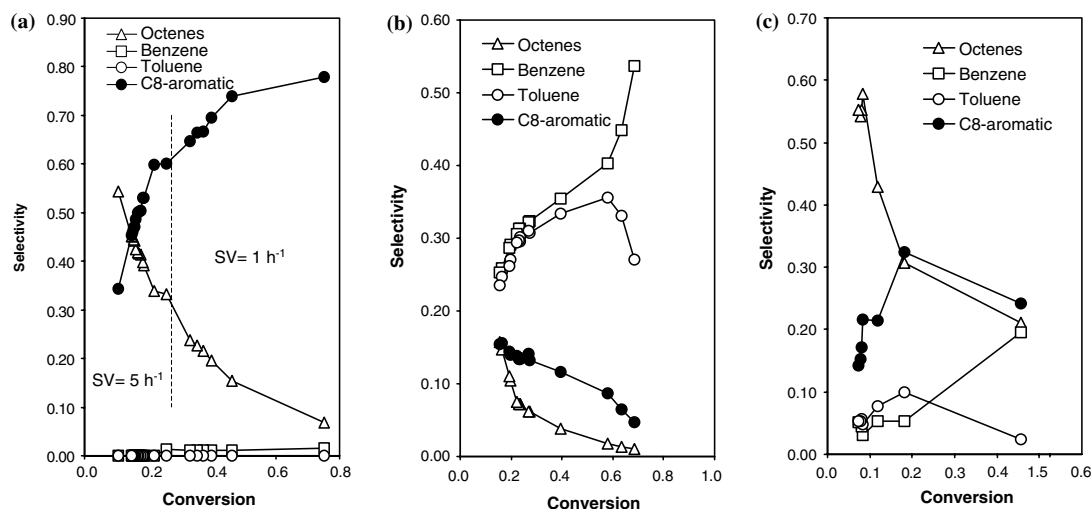 (a)
0.90
0.80
0.70
0.60
0.50
0.40
0.30
0.20
0.10
0.00
Selectivity
Octenes
Benzene
Toluene
C8-aromatic
SV= 1 h-1
SV= 5 h-1
0.0
0.2
0.4
0.6
0.8
Conversion
(b)
0.60
0.50
0.40
0.30
0.20
0.10
0.00
Selectivity
Octenes
Benzene
Toluene
C8-aromatic
0.0
0.2
0.4
0.6
0.8
1.0
Conversion
(c)
0.70
0.60
0.50
0.40
0.30
0.20
0.10
0.00
Selectivity
Octenes
Benzene
Toluene
C8-aromatic
0.0
0.1
0.2
0.3
0.4
1.5
0.6
Conversion